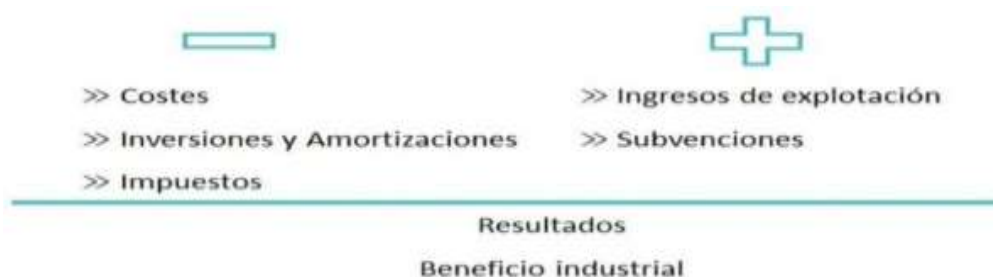 >> Costes
>> Inversiones y Amortizaciones
>> Impuestos
>> Ingresos de explotación
>> Subvenciones
Resultados
Beneficio industrial